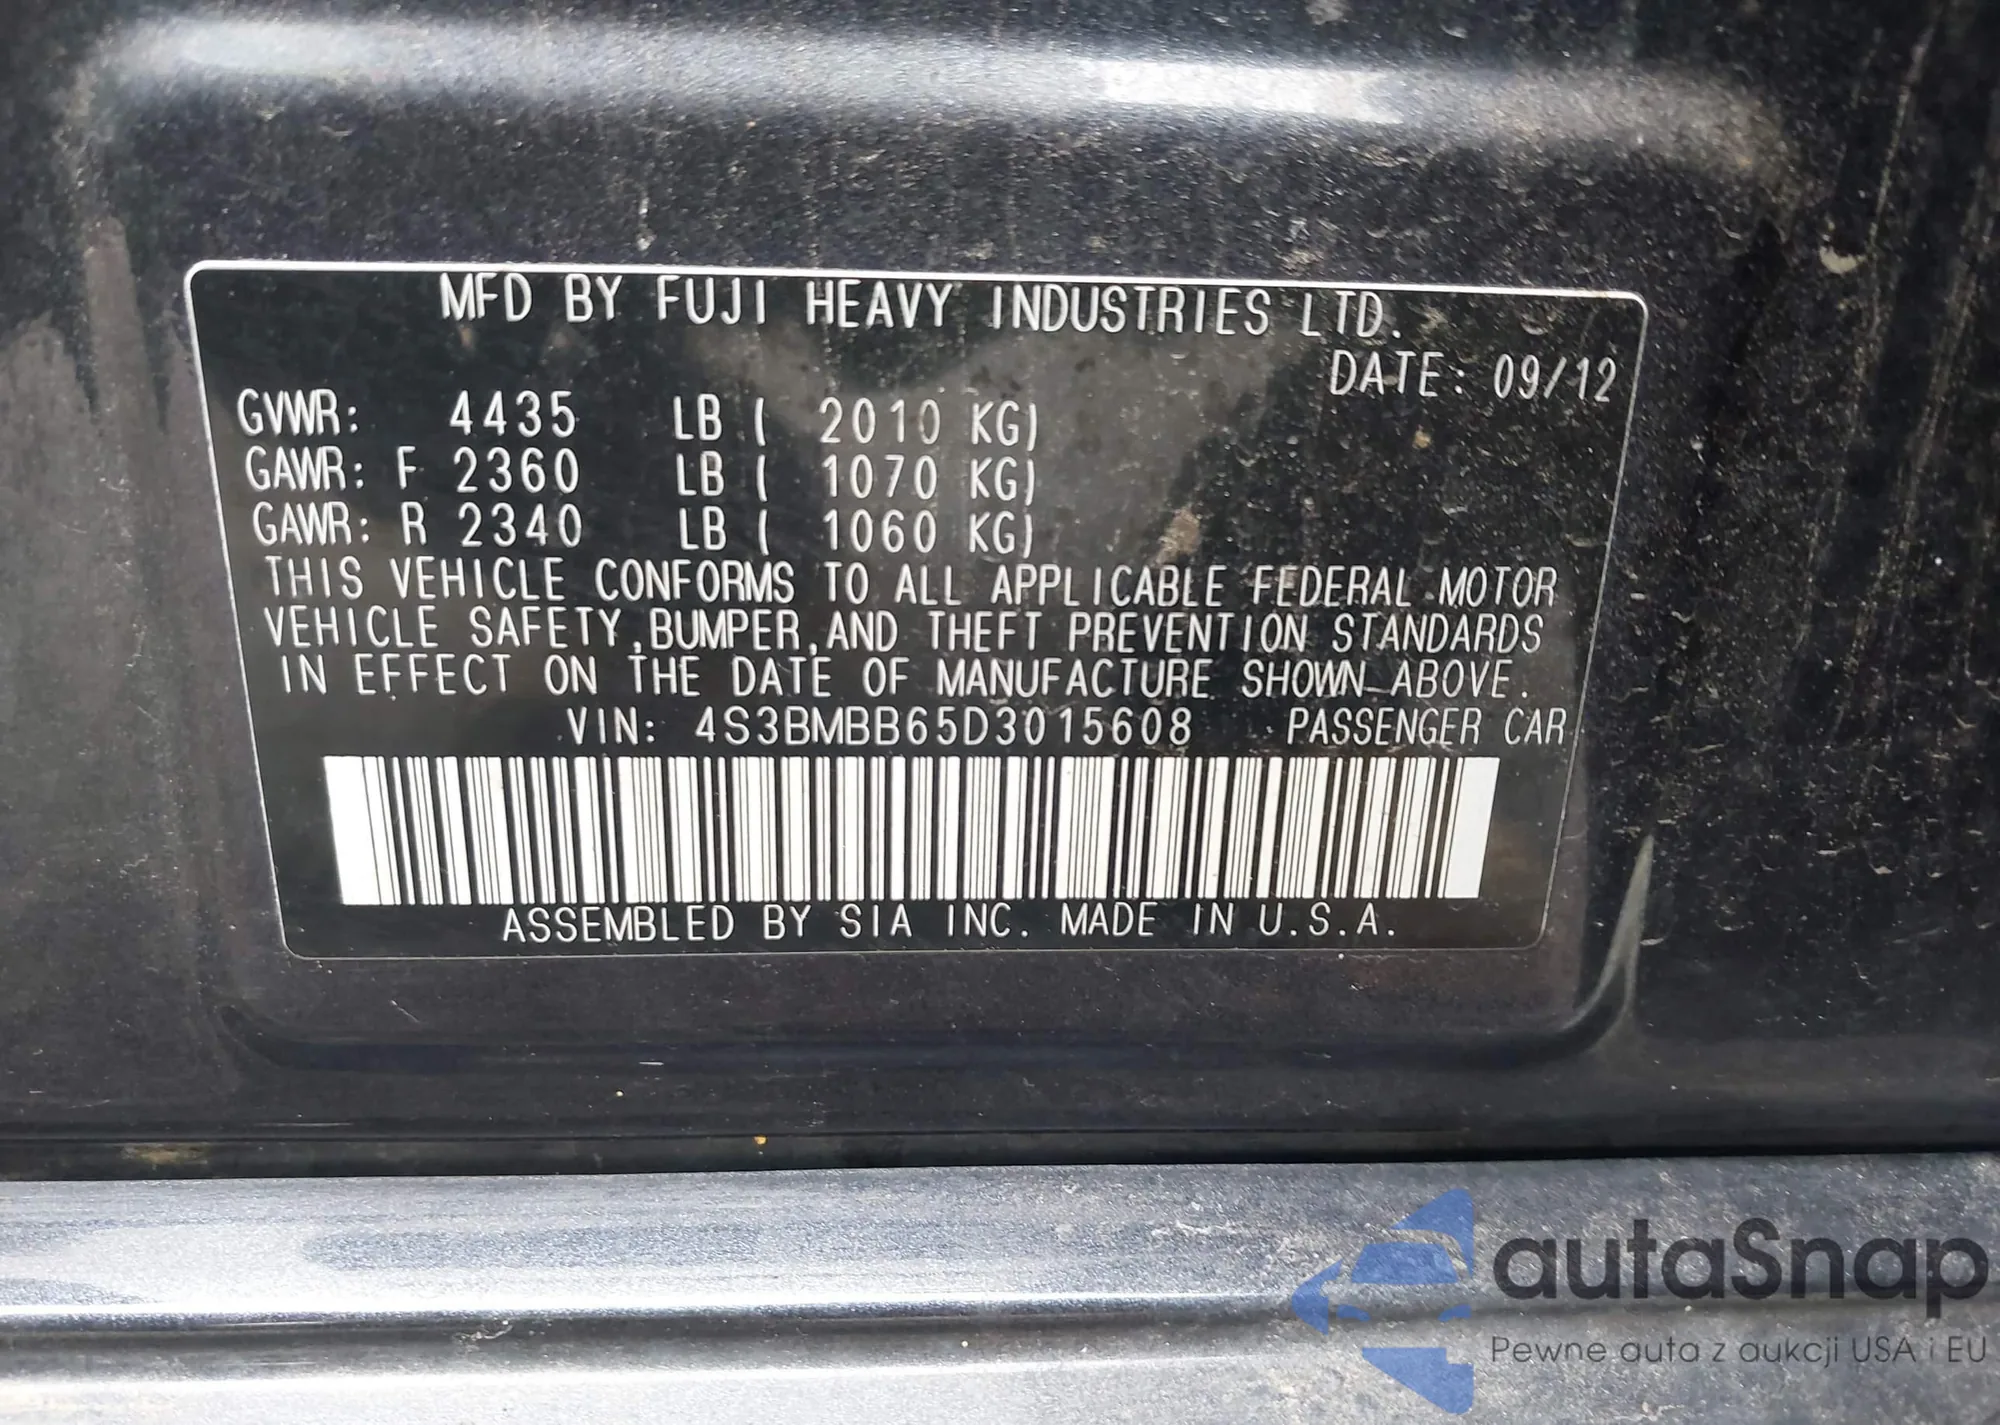 MFD BY FUJI HEAVY INDUSTRIES LTD.
DATE: 09/12
GVWR: 4435 LB ( 2010 KG)
GAWR: F 2360 LB ( 1070 KG)
GAWR: R 2340 LB ( 1060 KG)
THIS VEHICLE CONFORMS TO ALL APPLICABLE FEDERAL MOTOR
VEHICLE SAFETY,BUMPER,AND THEFT PREVENTION STANDARDS
IN EFFECT ON THE DATE OF MANUFACTURE SHOWN ABOVE.
VIN: 4S3BMBB65D3015608 PASSENGER CAR
ASSEMBLED BY SIA INC. MADE IN U.S.A.
autaSnap
Pewne auta z aukcji USA i EU